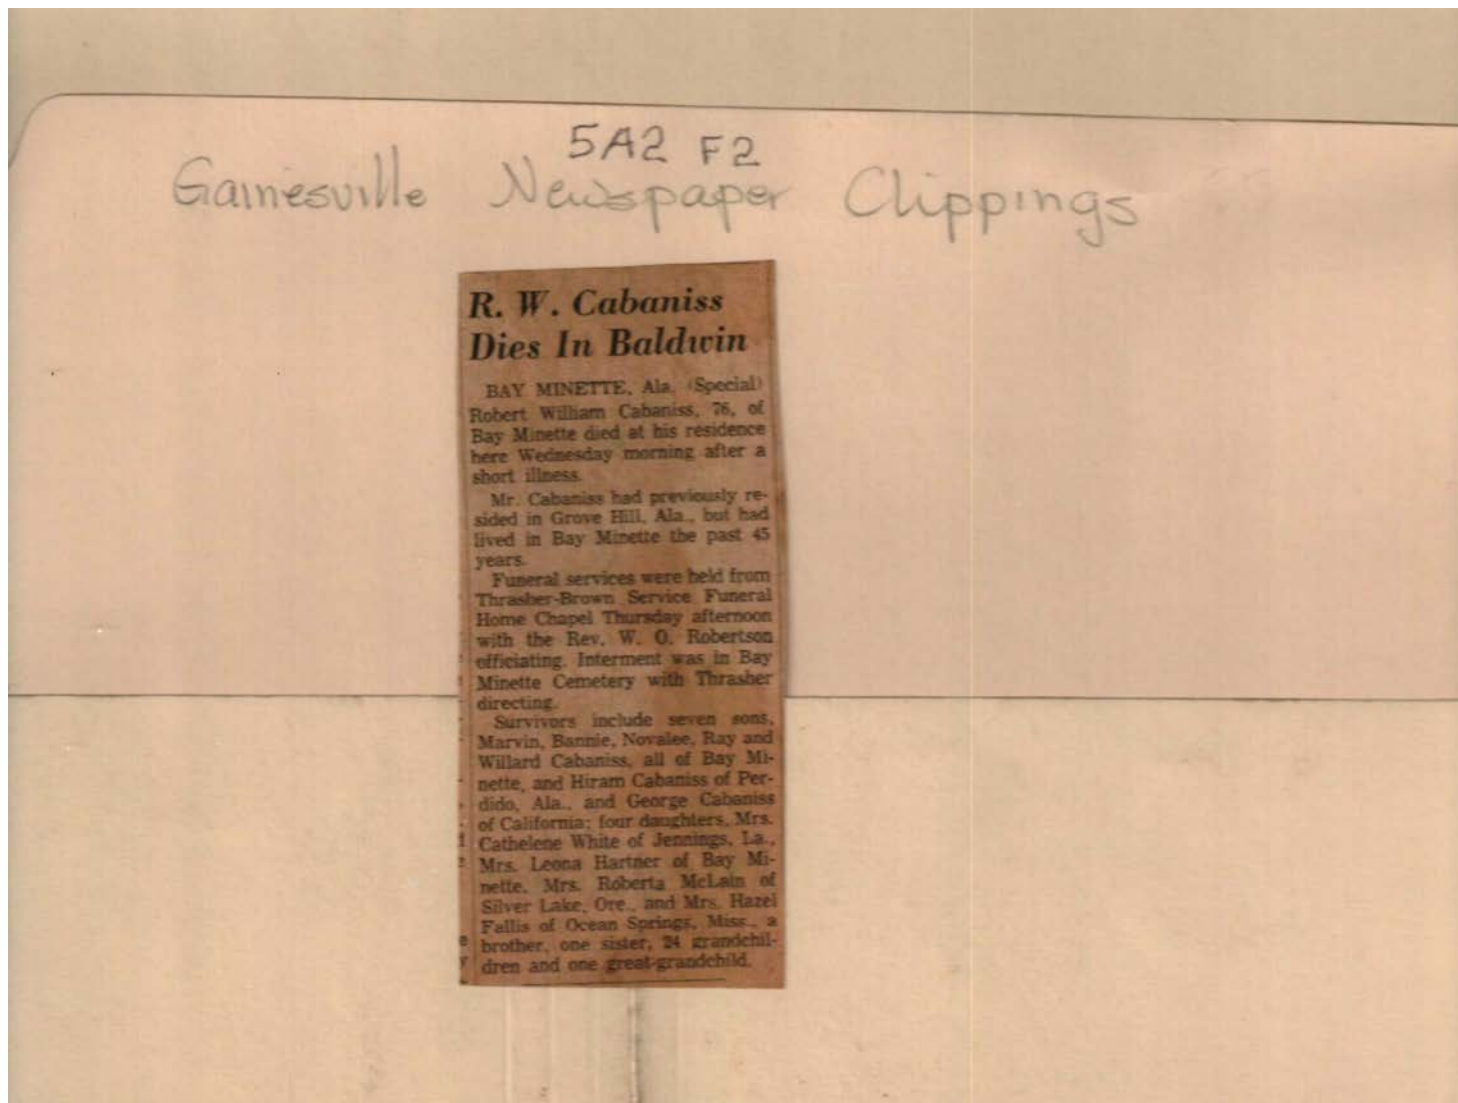 5A2 F2
Gainesville Newspaper Clippings
R. W. Cabaniss
Dies In Baldwin
BAY MINETTE, Ala. (Special)
Robert William Cabaniss, 76, of
Bay Minette died at his residence
here Wednesday morning after a
short illness.
Mr. Cabaniss had previously re-
sided in Grove Hill, Ala., but had
lived in Bay Minette the past 45
years.
Funeral services were held from
Thrasher-Brown Service Funeral
Home Chapel Thursday afternoon
with the Rev. W. O. Robertson
officiating. Interment was in Bay
Minette Cemetery with Thrasher
directing.
Survivors include seven sons,
Marvin, Bannie, Novalee, Ray and
Willard Cabaniss, all of Bay Mi-
nette, and Hiram Cabaniss of Per-
dido, Ala., and George Cabaniss
of California; four daughters, Mrs.
Cathelene White of Jennings, La.,
Mrs. Leona Hartner of Bay Mi-
nette, Mrs. Roberta McLain of
Silver Lake, Ore., and Mrs. Hazel
Fallis of Ocean Springs, Miss., a
brother, one sister, 24 grandchil-
dren and one great-grandchild.